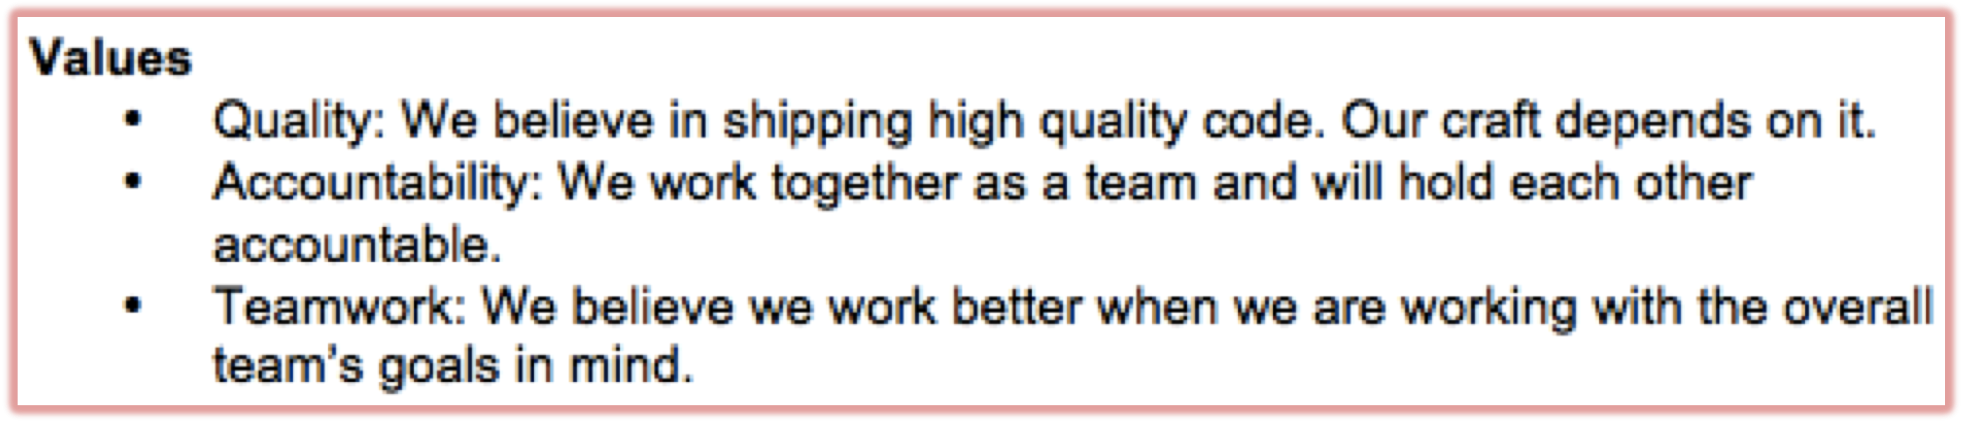 Values
• Quality: We believe in shipping high quality code. Our craft depends on it.
• Accountability: We work together as a team and will hold each other
accountable.
• Teamwork: We believe we work better when we are working with the overall
team's goals in mind.